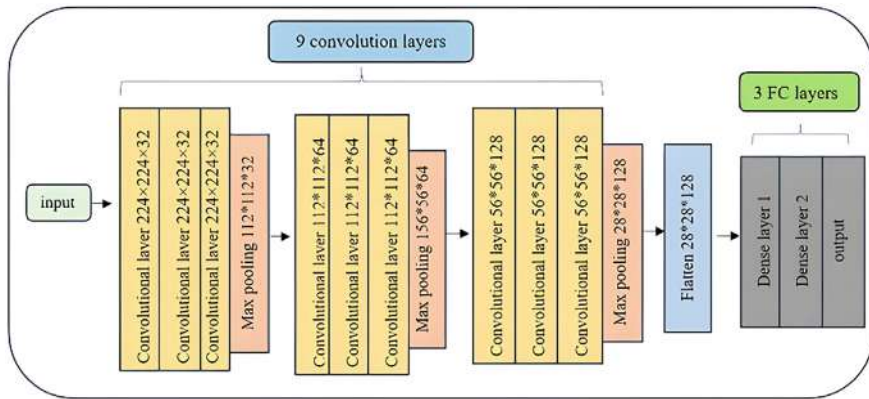 9 convolution layers
3 FC layers
input
Convolutional laver 224×224×32
Convolutional layer 224×224×32
Convolutional layer 224×224×32
Max pooling 112*112*32
Convolutional layer 112*112*64
Convolutional layer 112*112*64
Convolutional layer 112*112*64
Max pooling 156*56*64
Convolutional layer 56*56*128
Convolutional layer 56*56*128
Convolutional layer 56*56*128
Max pooling 28*28*128
Flatten 28*28*128
Dense layer 1
Dense layer 2
output